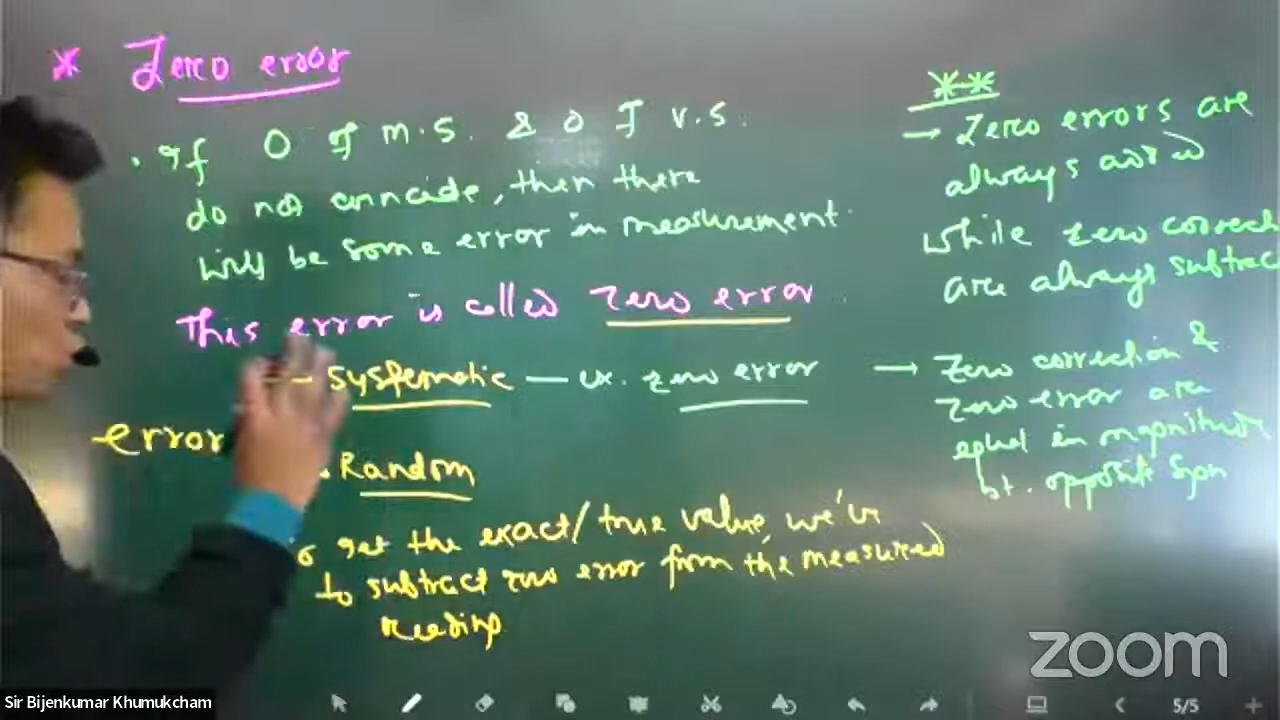 * Zero error
. If 0 of m.s. & 0 of v.s.
do not conncide, then there
will be some error in measurement.
This error is called zero error.
- Systematic - ex. zero error
error
Random
get the exact/true value, we've
to subtract zero error from the measured
reading.
**
→ Zero errors are
always added
while zero correct
are always subtrac
→ Zero correction &
zero error are
equal in magnitude
bt. opposite sign
zoom
Sir Bijenkumar Khumukcham
5/5